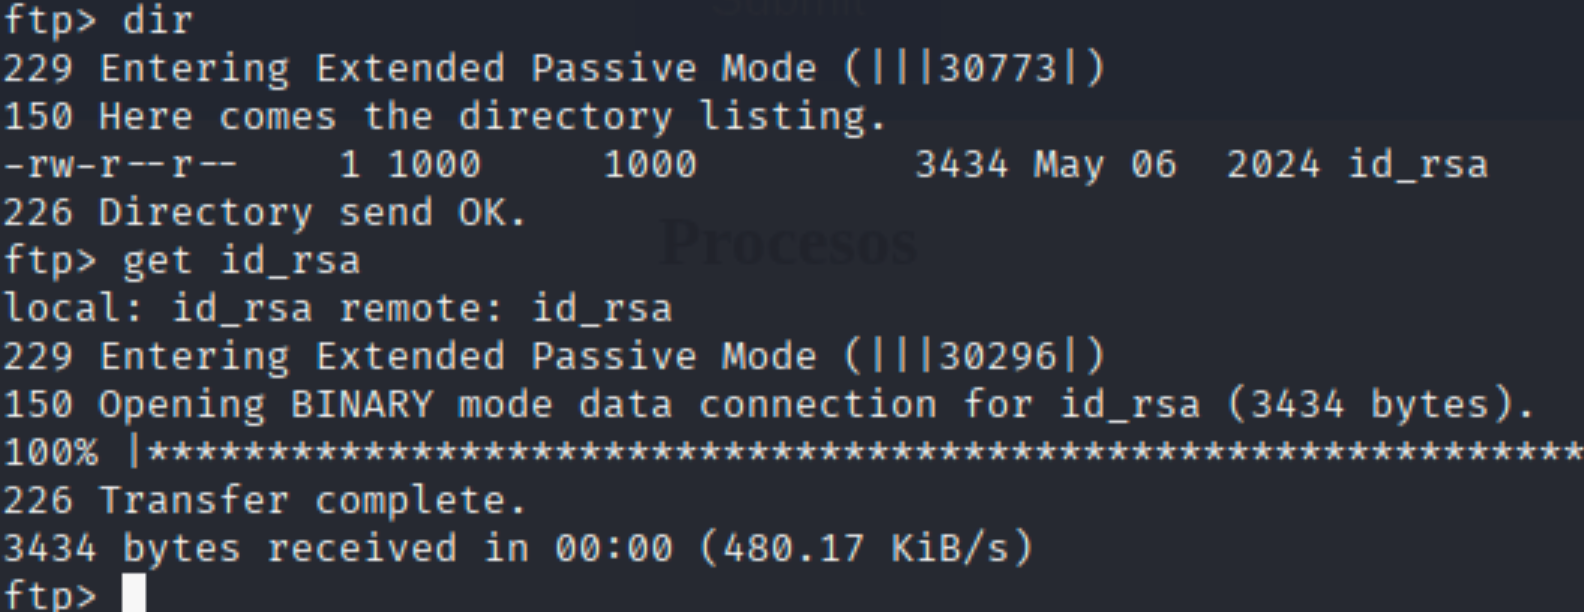 Submit
ftp> dir
229 Entering Extended Passive Mode (|||30773|)
150 Here comes the directory listing.
-rw-r--r--    1 1000     1000         3434 May 06  2024 id_rsa
226 Directory send OK.
Procesos
ftp> get id_rsa
local: id_rsa remote: id_rsa
229 Entering Extended Passive Mode (|||30296|)
150 Opening BINARY mode data connection for id_rsa (3434 bytes).
100% |************************************************************
226 Transfer complete.
3434 bytes received in 00:00 (480.17 KiB/s)
ftp>